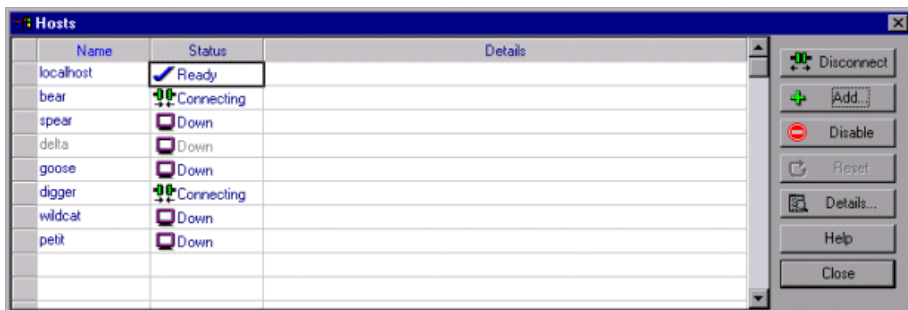 Hosts
Name Status Details
localhost Ready
bear Connecting
spear Down
delta Down
goose Down
digger Connecting
wildcat Down
petit Down
Disconnect
Add...
Disable
Reset
Details...
Help
Close